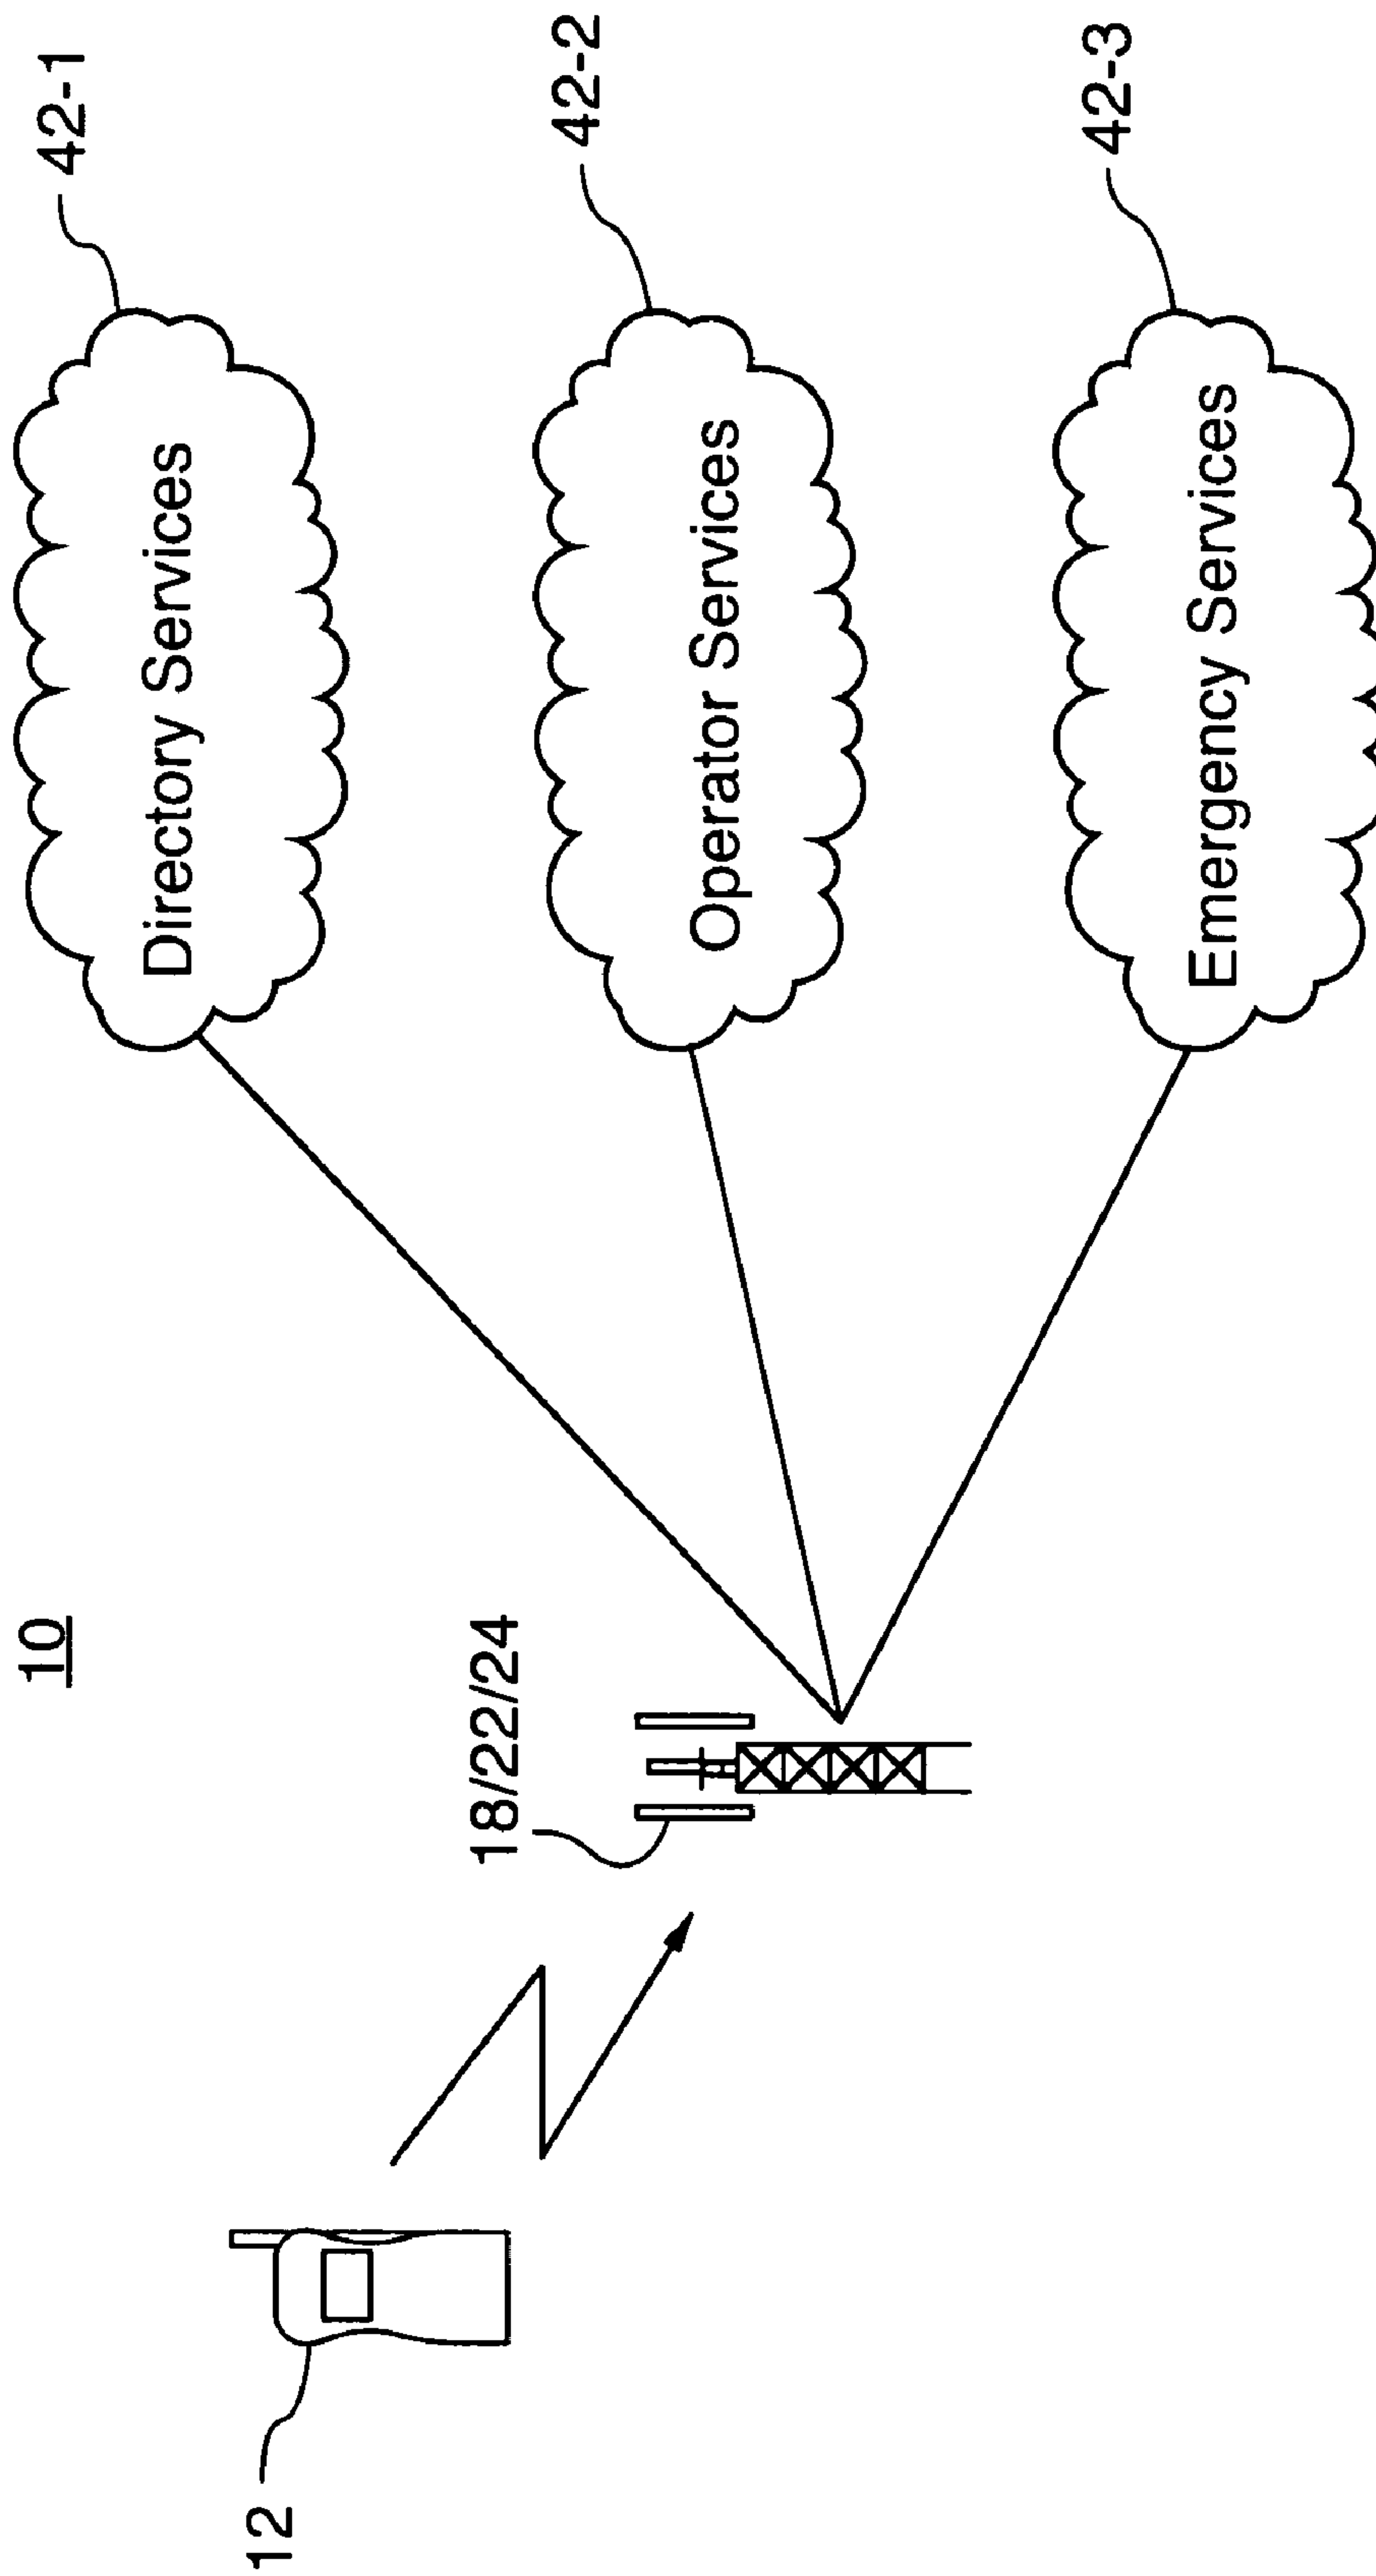 10
42-1
Directory Services
18/22/24
42-2
Operator Services
12
42-3
Emergency Services